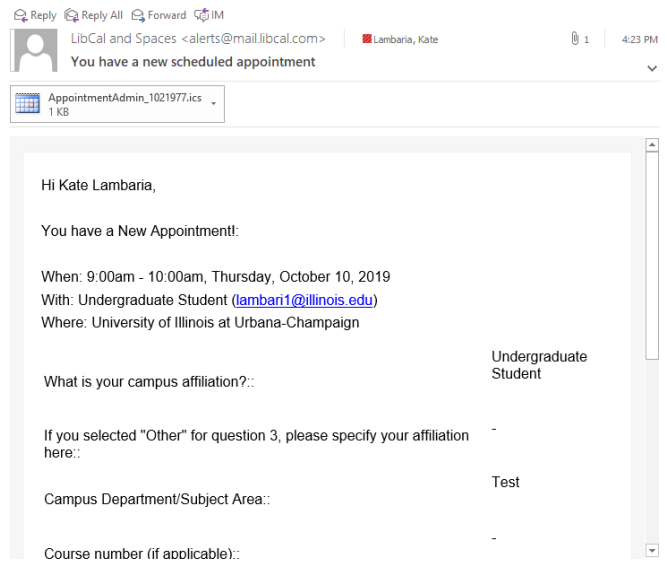 Reply Reply All Forward IM
LibCal and Spaces <alerts@mail.libcal.com> Lambaria, Kate 1 4:23 PM
You have a new scheduled appointment
AppointmentAdmin_1021977.ics
1 KB
Hi Kate Lambaria,
You have a New Appointment!:
When: 9:00am - 10:00am, Thursday, October 10, 2019
With: Undergraduate Student (lambari1@illinois.edu)
Where: University of Illinois at Urbana-Champaign
What is your campus affiliation?::
Undergraduate
Student
If you selected "Other" for question 3, please specify your affiliation
here::
-
Campus Department/Subject Area::
Test
Course number (if applicable)::
-